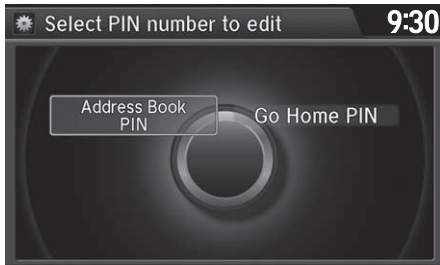 Select PIN number to edit
9:30
Address Book
PIN
Go Home PIN